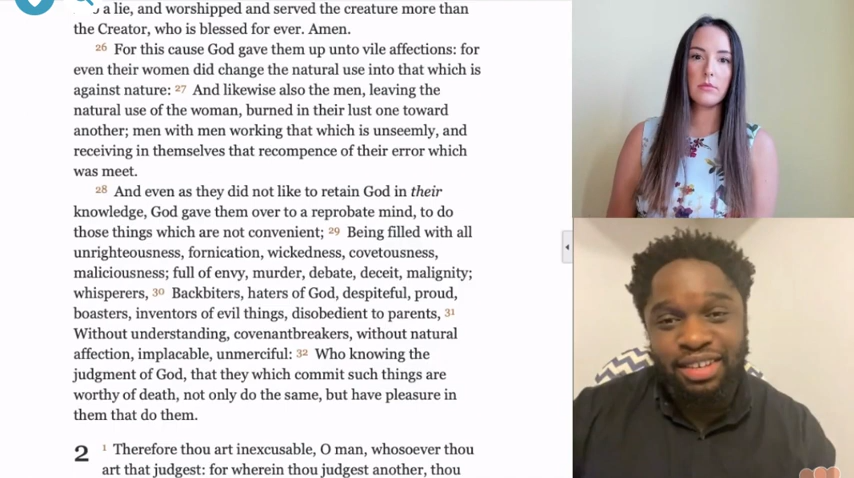 a lie, and worshipped and served the creature more than
the Creator, who is blessed for ever. Amen.
26 For this cause God gave them up unto vile affections: for
even their women did change the natural use into that which is
against nature: 27 And likewise also the men, leaving the
natural use of the woman, burned in their lust one toward
another; men with men working that which is unseemly, and
receiving in themselves that recompence of their error which
was meet.
28 And even as they did not like to retain God in their
knowledge, God gave them over to a reprobate mind, to do
those things which are not convenient; 29 Being filled with all
unrighteousness, fornication, wickedness, covetousness,
maliciousness; full of envy, murder, debate, deceit, malignity;
whisperers, 30 Backbiters, haters of God, despiteful, proud,
boasters, inventors of evil things, disobedient to parents, 31
Without understanding, covenantbreakers, without natural
affection, implacable, unmerciful: 32 Who knowing the
judgment of God, that they which commit such things are
worthy of death, not only do the same, but have pleasure in
them that do them.
2 1 Therefore thou art inexcusable, O man, whosoever thou
art that judgest: for wherein thou judgest another, thou